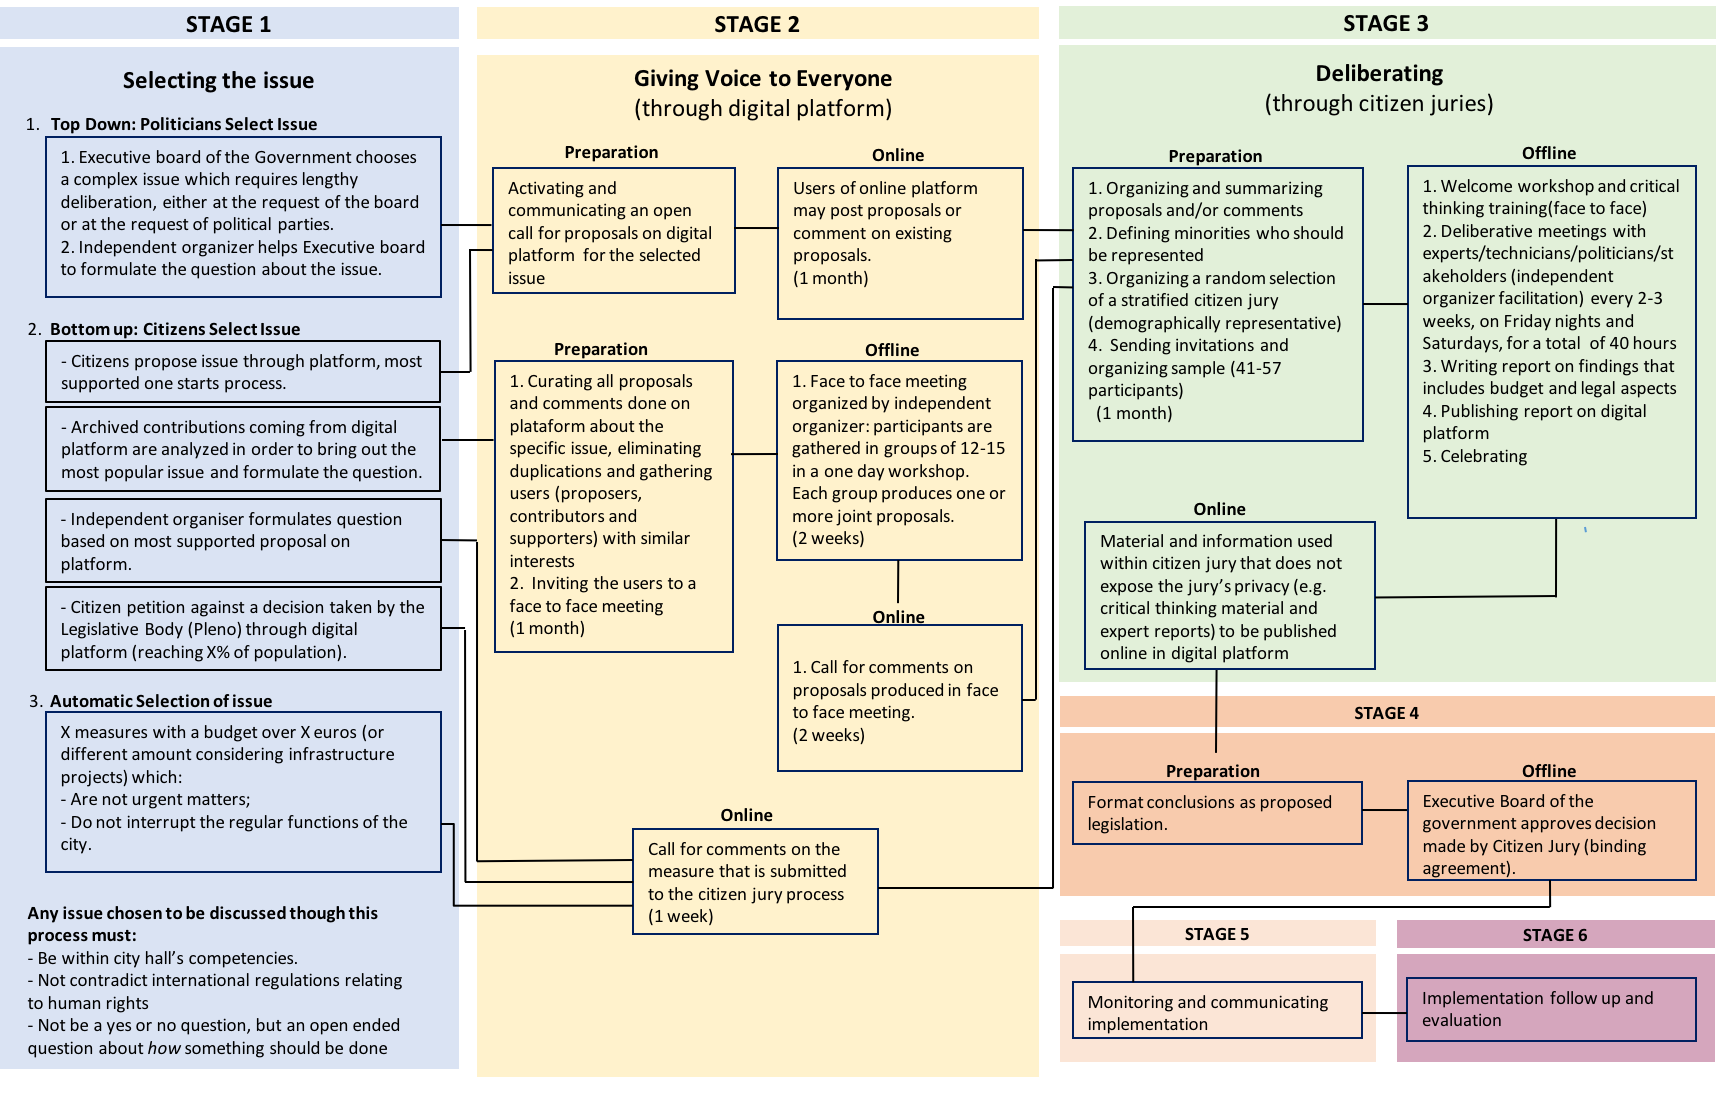 STAGE 1
Selecting the issue
1. Top Down: Politicians Select Issue
1. Executive board of the Government chooses
a complex issue which requires lengthy
deliberation, either at the request of the board
or at the request of political parties.
2. Independent organizer helps Executive board
to formulate the question about the issue.
2. Bottom up: Citizens Select Issue
- Citizens propose issue through platform, most
supported one starts process.
- Archived contributions coming from digital
platform are analyzed in order to bring out the
most popular issue and formulate the question.
- Independent organiser formulates question
based on most supported proposal on
platform.
- Citizen petition against a decision taken by the
Legislative Body (Pleno) through digital
platform (reaching X% of population).
3. Automatic Selection of issue
X measures with a budget over X euros (or
different amount considering infrastructure
projects) which:
- Are not urgent matters;
- Do not interrupt the regular functions of the
city.
Any issue chosen to be discussed though this
process must:
- Be within city hall's competencies.
- Not contradict international regulations relating
to human rights
- Not be a yes or no question, but an open ended
question about how something should be done
STAGE 2
Giving Voice to Everyone
(through digital platform)
Preparation
Activating and
communicating an open
call for proposals on digital
platform for the selected
issue
Online
Users of online platform
may post proposals or
comment on existing
proposals.
(1 month)
Preparation
1. Curating all proposals
and comments done on
plataform about the
specific issue, eliminating
duplications and gathering
users (proposers,
contributors and
supporters) with similar
interests
2. Inviting the users to a
face to face meeting
(1 month)
Offline
1. Face to face meeting
organized by independent
organizer: participants are
gathered in groups of 12-15
in a one day workshop.
Each group produces one or
more joint proposals.
(2 weeks)
Online
1. Call for comments on
proposals produced in face
to face meeting.
(2 weeks)
Online
Call for comments on the
measure that is submitted
to the citizen jury process
(1 week)
STAGE 3
Deliberating
(through citizen juries)
Preparation
1. Organizing and summarizing
proposals and/or comments
2. Defining minorities who should
be represented
3. Organizing a random selection
of a stratified citizen jury
(demographically representative)
4. Sending invitations and
organizing sample (41-57
participants)
(1 month)
Offline
1. Welcome workshop and critical
thinking training(face to face)
2. Deliberative meetings with
experts/technicians/politicians/st
akeholders (independent
organizer facilitation) every 2-3
weeks, on Friday nights and
Saturdays, for a total of 40 hours
3. Writing report on findings that
includes budget and legal aspects
4. Publishing report on digital
platform
5. Celebrating
Online
Material and information used
within citizen jury that does not
expose the jury's privacy (e.g.
critical thinking material and
expert reports) to be published
online in digital platform
STAGE 4
Preparation
Format conclusions as proposed
legislation.
Offline
Executive Board of the
government approves decision
made by Citizen Jury (binding
agreement).
STAGE 5
Monitoring and communicating
implementation
STAGE 6
Implementation follow up and
evaluation